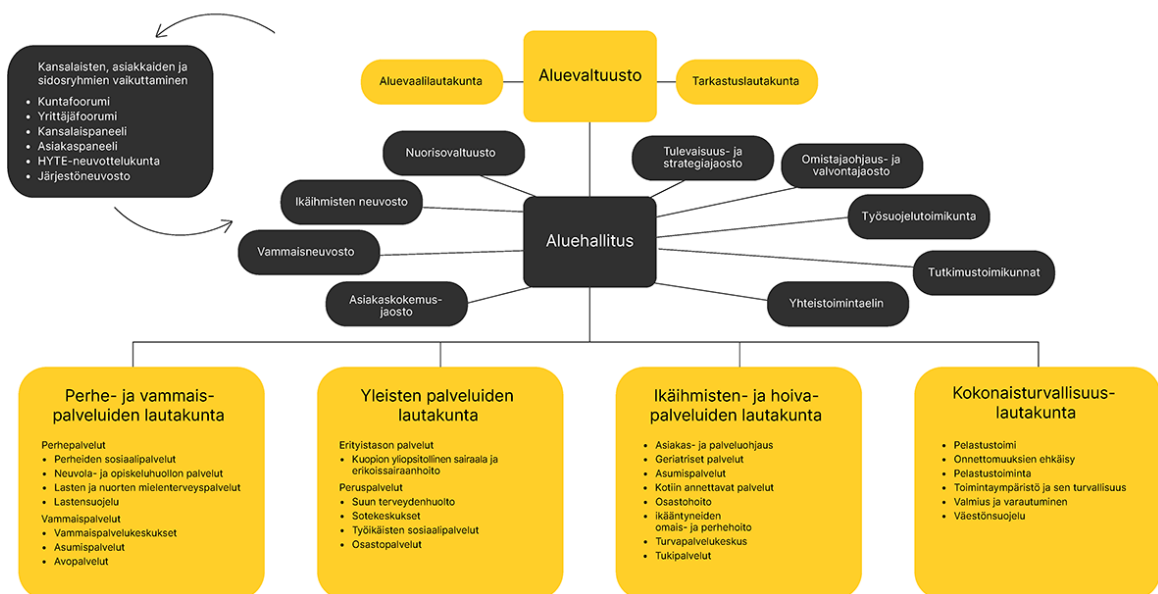 Kansalaisten, asiakkaiden ja
sidosryhmien vaikuttaminen
• Kuntafoorumi
• Yrittäjäfoorumi
• Kansalaispaneeli
• Asiakaspaneeli
• HYTE-neuvottelukunta
• Järjestöneuvosto
Aluevaalilautakunta
Aluevaltuusto
Tarkastuslautakunta
Nuorisovaltuusto
Tulevaisuus- ja
strategiajaosto
Omistajaohjaus- ja
valvontajaosto
Ikäihmisten neuvosto
Aluehallitus
Työsuojelutoimikunta
Vammaisneuvosto
Tutkimustoimikunnat
Asiakaskokemus-
jaosto
Yhteistoimintaelin
Perhe- ja vammais-
palveluiden lautakunta
Perhepalvelut
• Perheiden sosiaalipalvelut
• Neuvola- ja opiskeluhuollon palvelut
• Lasten ja nuorten mielenterveyspalvelut
• Lastensuojelu
Vammaispalvelut
• Vammaispalvelukeskukset
• Asumispalvelut
• Avopalvelut
Yleisten palveluiden
lautakunta
Erityistason palvelut
• Kuopion yliopsitollinen sairaala ja
erikoissairaanhoito
Peruspalvelut
• Suun terveydenhuolto
• Sotekeskukset
• Työikäisten sosiaalipalvelut
• Osastopalvelut
Ikäihmisten- ja hoiva-
palveluiden lautakunta
• Asiakas- ja palveluohjaus
• Geriatriset palvelut
• Asumispalvelut
• Kotiin annettavat palvelut
• Osastohoito
• ikääntyneiden
omais- ja perhehoito
• Turvapalvelukeskus
• Tukipalvelut
Kokonaisturvallisuus-
lautakunta
• Pelastustoimi
• Onnettomuuksien ehkäisy
• Pelastustoiminta
• Toimintaympäristö ja sen turvallisuus
• Valmius ja varautuminen
• Väestönsuojelu